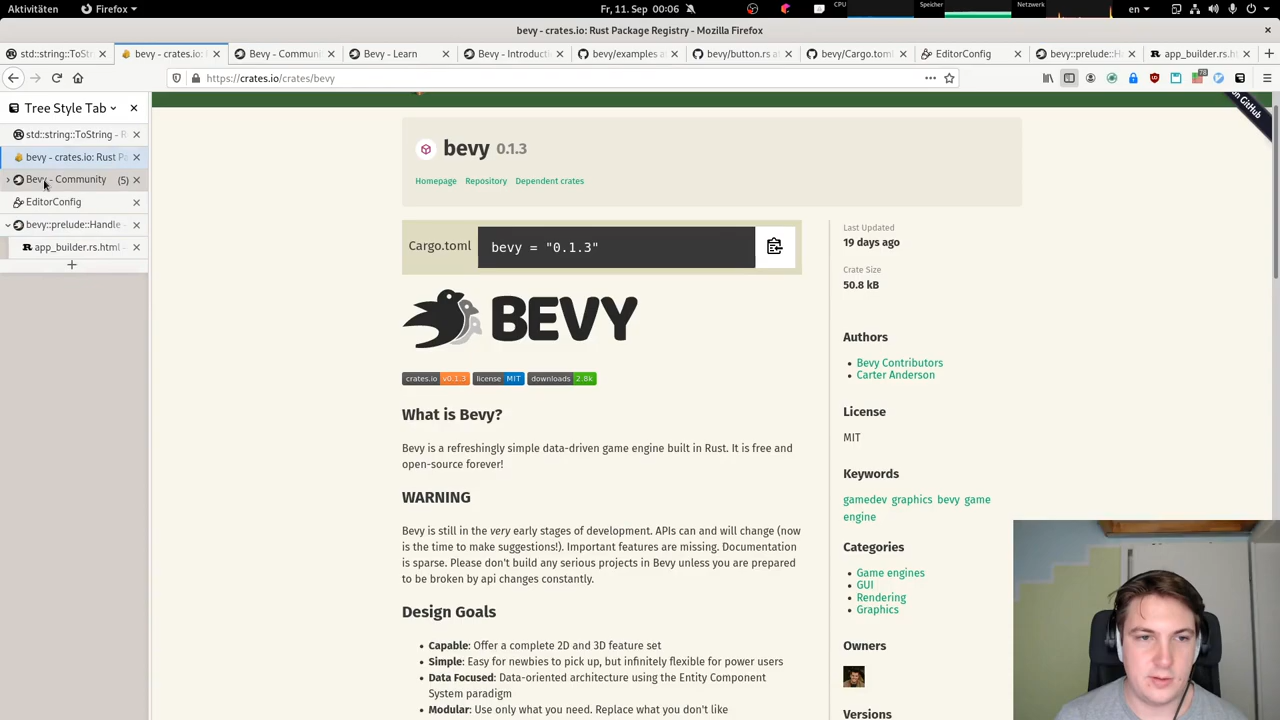 Aktivitäten
Firefox
Fr, 11. Sep 00:06
CPU
Speicher
Netzwerk
en
bevy - crates.io: Rust Package Registry - Mozilla Firefox
std::string::ToStrin
bevy - crates.io:
Bevy - Communi
Bevy - Learn
Bevy - Introducti
bevy/examples at
bevy/button.rs at
bevy/Cargo.toml
EditorConfig
bevy::prelude::Ha
app_builder.rs.ht
https://crates.io/crates/bevy
Tree Style Tab
std::string::ToString - R
bevy - crates.io: Rust Pa
Bevy - Community (5)
EditorConfig
bevy::prelude::Handle -
app_builder.rs.html -
on GitHub
bevy 0.1.3
Homepage Repository Dependent crates
Cargo.toml
bevy = "0.1.3"
BEVY
crates.io v0.1.3 license MIT downloads 2.8k
What is Bevy?
Bevy is a refreshingly simple data-driven game engine built in Rust. It is free and
open-source forever!
WARNING
Bevy is still in the very early stages of development. APIs can and will change (now
is the time to make suggestions!). Important features are missing. Documentation
is sparse. Please don't build any serious projects in Bevy unless you are prepared
to be broken by api changes constantly.
Design Goals
• Capable: Offer a complete 2D and 3D feature set
• Simple: Easy for newbies to pick up, but infinitely flexible for power users
• Data Focused: Data-oriented architecture using the Entity Component
System paradigm
• Modular: Use only what you need. Replace what you don't like
Last Updated
19 days ago
Crate Size
50.8 kB
Authors
• Bevy Contributors
• Carter Anderson
License
MIT
Keywords
gamedev graphics bevy game
engine
Categories
• Game engines
• GUI
• Rendering
• Graphics
Owners
Versions